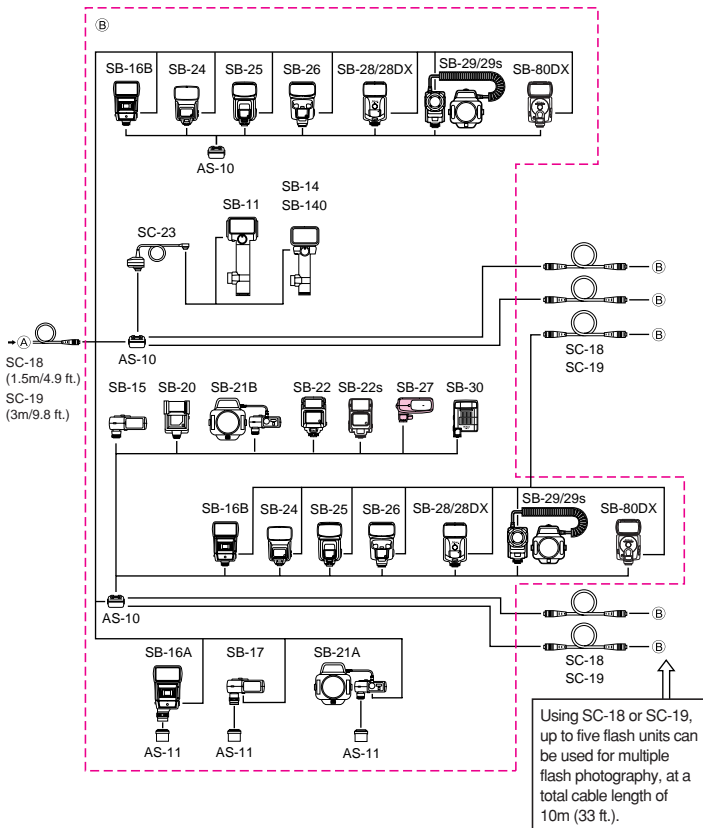 B
SB-29/29s
SB-16B SB-24 SB-25 SB-26 SB-28/28DX SB-80DX
AS-10
SB-14
SB-11 SB-140
SC-23
B
B
A B
AS-10 SC-18
SC-18 SC-19
(1.5m/4.9 ft.)
SC-19
(3m/9.8 ft.)
SB-15 SB-20 SB-21B SB-22 SB-22s SB-27 SB-30
SB-29/29s
SB-16B SB-24 SB-25 SB-26 SB-28/28DX SB-80DX
AS-10 B
B
SB-16A SB-17 SB-21A SC-18
SC-19
AS-11 AS-11 AS-11
Using SC-18 or SC-19,
up to five flash units can
be used for multiple
flash photography, at a
total cable length of
10m (33 ft.).